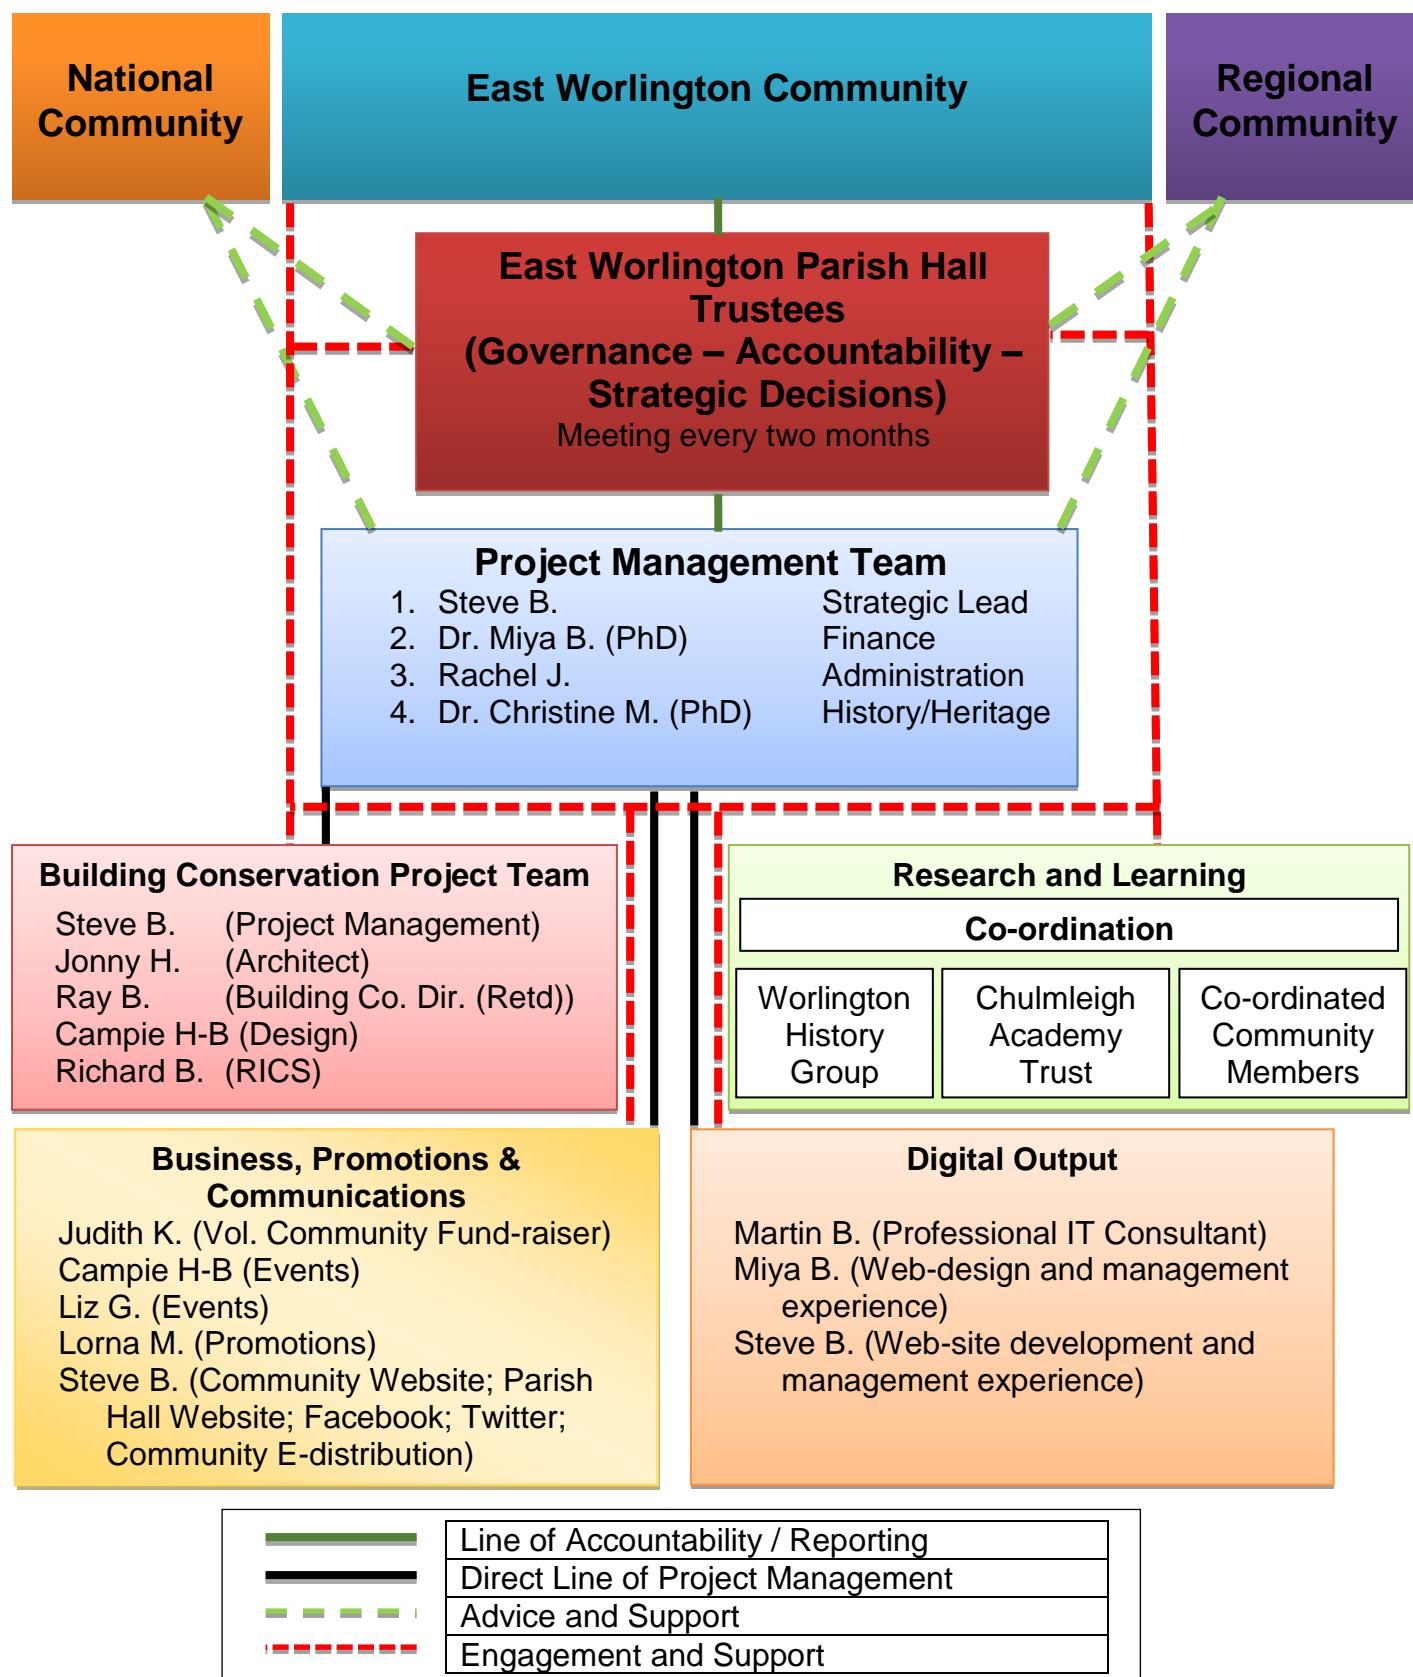 National
Community
East Worlington Community
Regional
Community
East Worlington Parish Hall
Trustees
(Governance – Accountability –
Strategic Decisions)
Meeting every two months
Project Management Team
1. Steve B. Strategic Lead
2. Dr. Miya B. (PhD) Finance
3. Rachel J. Administration
4. Dr. Christine M. (PhD) History/Heritage
Building Conservation Project Team
Steve B. (Project Management)
Jonny H. (Architect)
Ray B. (Building Co. Dir. (Retd))
Campie H-B (Design)
Richard B. (RICS)
Research and Learning
Co-ordination
Worlington
History
Group
Chulmleigh
Academy
Trust
Co-ordinated
Community
Members
Business, Promotions &
Communications
Judith K. (Vol. Community Fund-raiser)
Campie H-B (Events)
Liz G. (Events)
Lorna M. (Promotions)
Steve B. (Community Website; Parish
Hall Website; Facebook; Twitter;
Community E-distribution)
Digital Output
Martin B. (Professional IT Consultant)
Miya B. (Web-design and management
experience)
Steve B. (Web-site development and
management experience)
Line of Accountability / Reporting
Direct Line of Project Management
Advice and Support
Engagement and Support